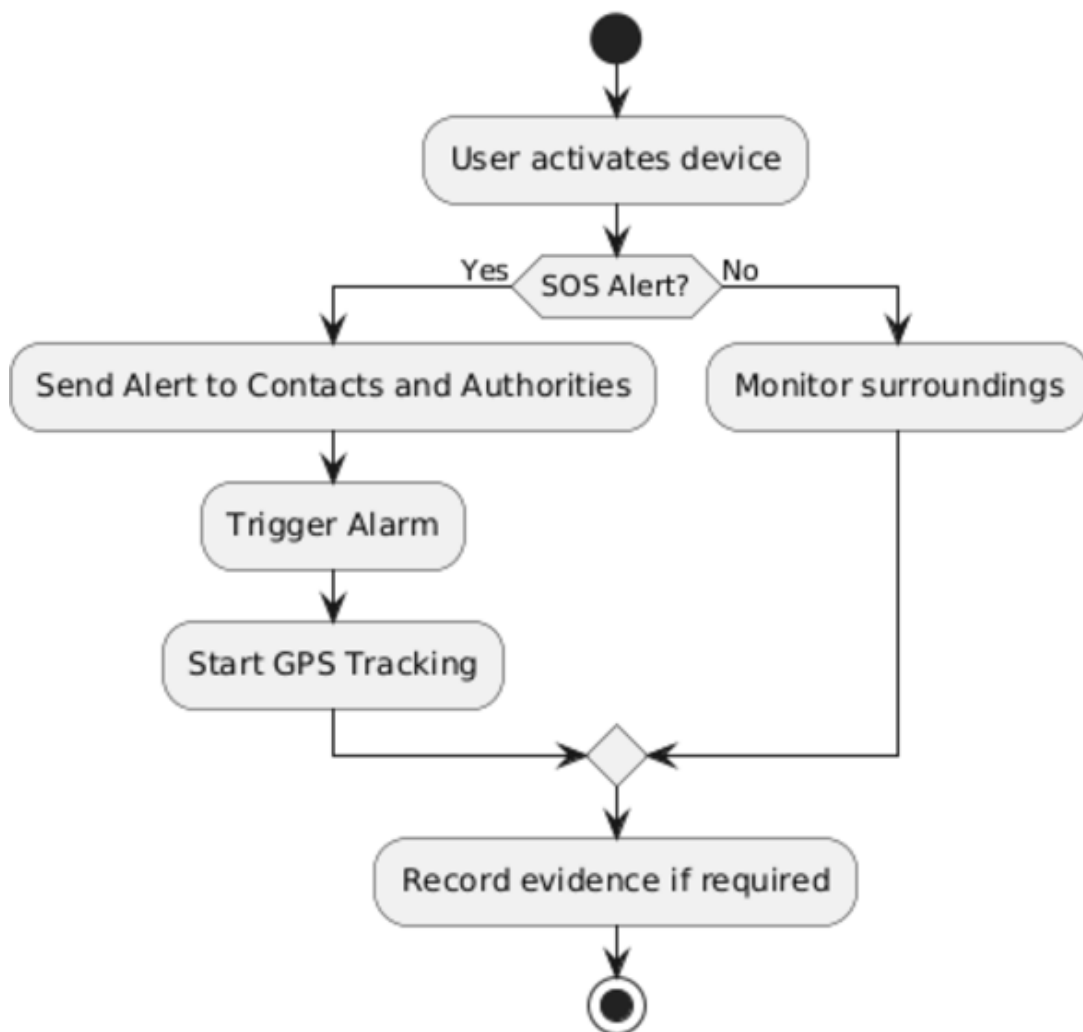 User activates device
Yes
SOS Alert?
No
Send Alert to Contacts and Authorities
Monitor surroundings
Trigger Alarm
Start GPS Tracking
Record evidence if required